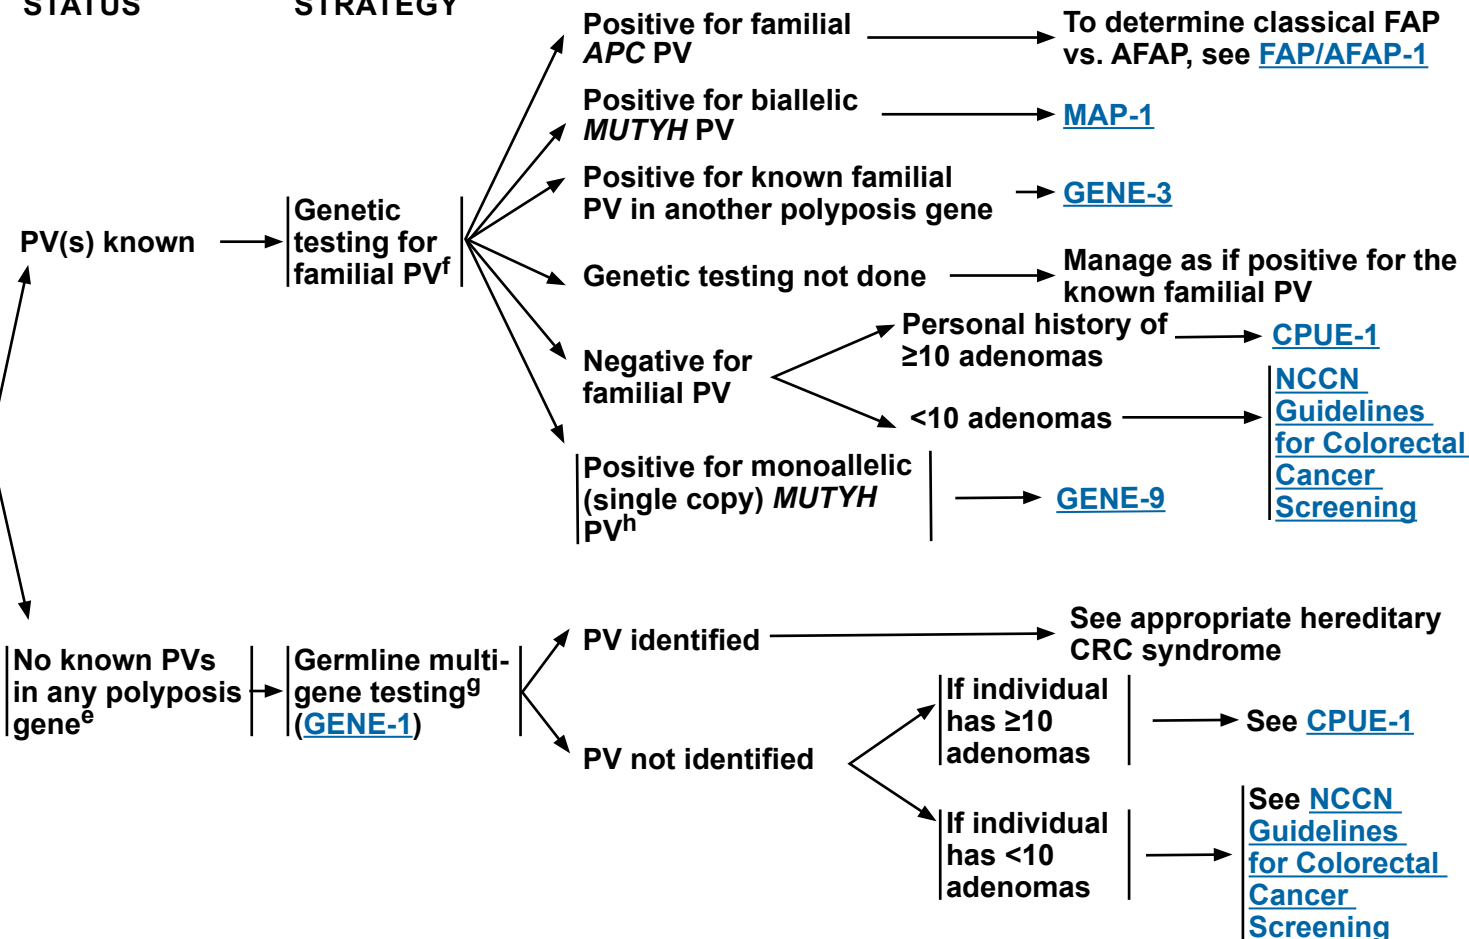 STATUS
STRATEGY
Positive for familial
APC PV
To determine classical FAP
vs. AFAP, see FAP/AFAP-1
Positive for biallelic
MUTYH PV
MAP-1
Positive for known familial
PV in another polyposis gene
GENE-3
PV(s) known
Genetic
testing for
familial PVf
Genetic testing not done
Manage as if positive for the
known familial PV
Negative for
familial PV
Personal history of
≥10 adenomas
CPUE-1
<10 adenomas
NCCN
Guidelines
for Colorectal
Cancer
Screening
Positive for monoallelic
(single copy) MUTYH
PVh
GENE-9
No known PVs
in any polyposis
genee
Germline multi-
gene testingg
(GENE-1)
PV identified
See appropriate hereditary
CRC syndrome
PV not identified
If individual
has ≥10
adenomas
See CPUE-1
If individual
has <10
adenomas
See NCCN
Guidelines
for Colorectal
Cancer
Screening